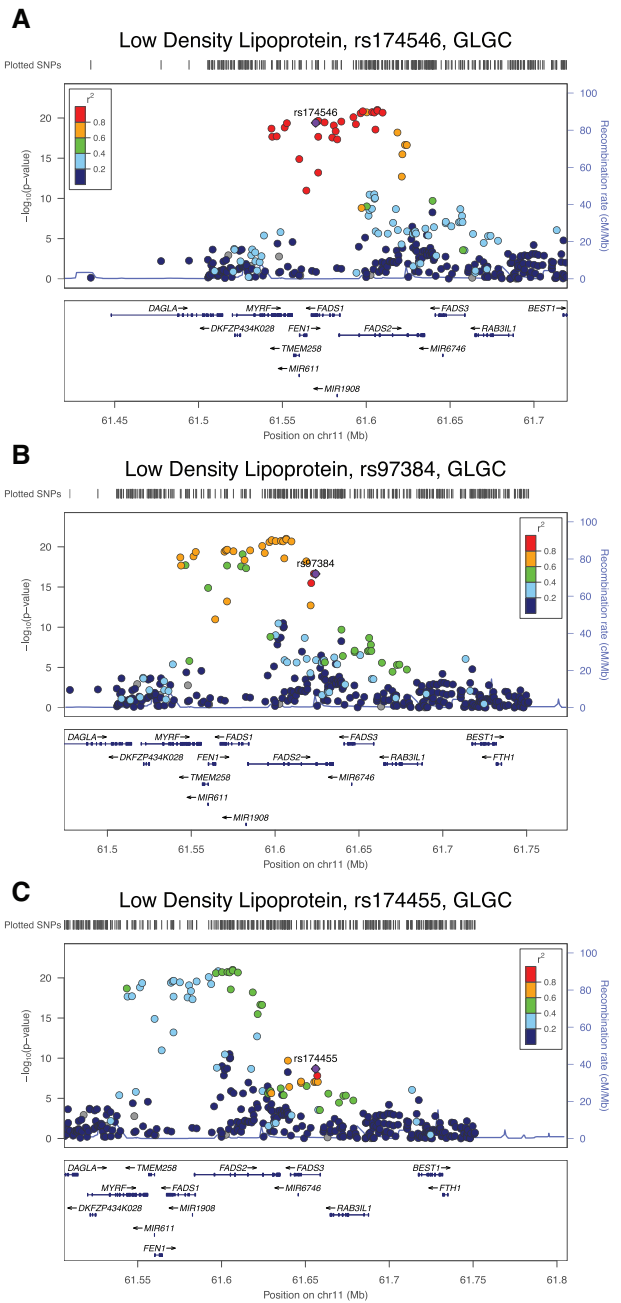 A
Low Density Lipoprotein, rs174546, GLGC
Plotted SNPs
r2
0.8
0.6
0.4
0.2
rs174546
20
15
10
5
0
−log10(p−value)
100
80
60
40
20
0
Recombination rate (cM/Mb)
DAGLA→ MYRF→ ←FADS1 ←FADS3 BEST1→
←DKFZP434K028 FEN1→ FADS2→ ←RAB3IL1
←TMEM258 ←MIR6746
←MIR611
←MIR1908
61.45 61.5 61.55 61.6 61.65 61.7
Position on chr11 (Mb)
B
Low Density Lipoprotein, rs97384, GLGC
Plotted SNPs
r2
0.8
0.6
0.4
0.2
rs97384
20
15
10
5
0
−log10(p−value)
100
80
60
40
20
0
Recombination rate (cM/Mb)
DAGLA→ MYRF→ ←FADS1 ←FADS3 BEST1→
←DKFZP434K028 FEN1→ FADS2→ ←RAB3IL1 ←FTH1
←TMEM258 ←MIR6746
←MIR611
←MIR1908
61.5 61.55 61.6 61.65 61.7 61.75
Position on chr11 (Mb)
C
Low Density Lipoprotein, rs174455, GLGC
Plotted SNPs
r2
0.8
0.6
0.4
0.2
rs174455
20
15
10
5
0
−log10(p−value)
100
80
60
40
20
0
Recombination rate (cM/Mb)
DAGLA→ ←TMEM258 FADS2→ ←FADS3 BEST1→
MYRF→ ←FADS1 ←MIR6746 ←FTH1
←DKFZP434K028 ←MIR1908 ←RAB3IL1
←MIR611
FEN1→
61.55 61.6 61.65 61.7 61.75 61.8
Position on chr11 (Mb)